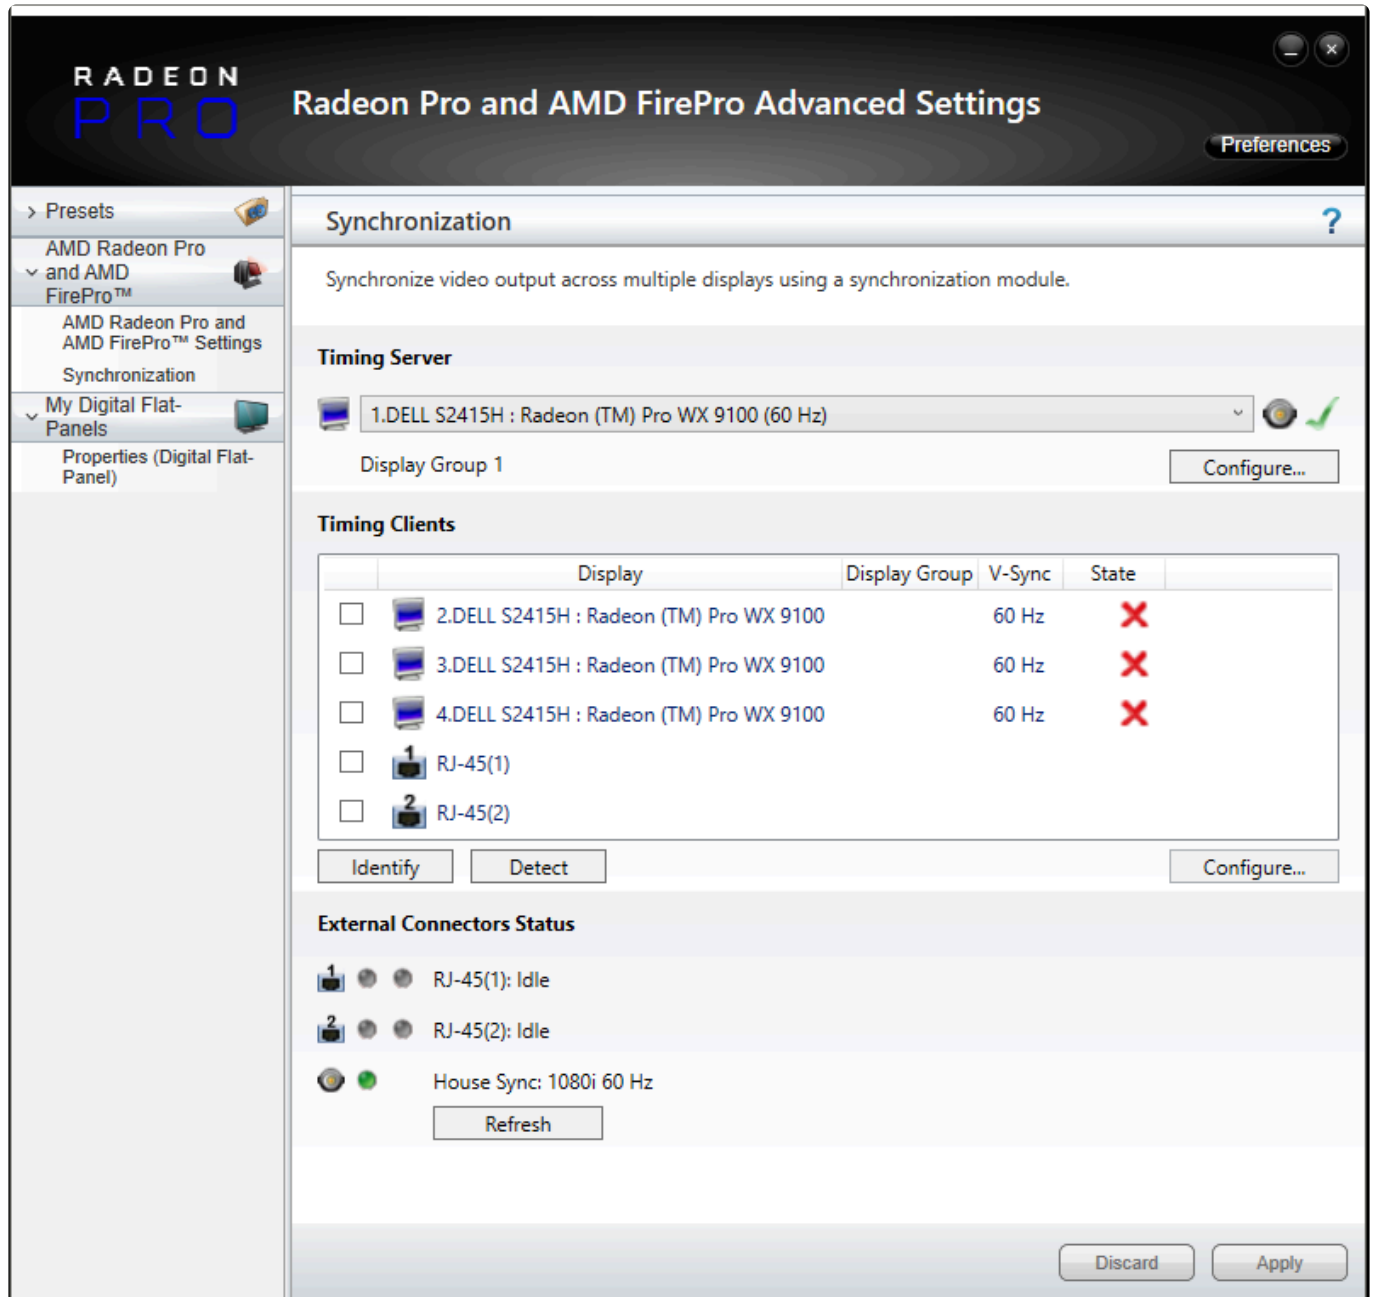 RADEON
PRO
Radeon Pro and AMD FirePro Advanced Settings
Preferences
Presets
AMD Radeon Pro
and AMD
FirePro™
AMD Radeon Pro and
AMD FirePro™ Settings
Synchronization
My Digital Flat-
Panels
Properties (Digital Flat-
Panel)
Synchronization
?
Synchronize video output across multiple displays using a synchronization module.
Timing Server
1.DELL S2415H : Radeon (TM) Pro WX 9100 (60 Hz)
Display Group 1
Configure...
Timing Clients
Display Display Group V-Sync State
2.DELL S2415H : Radeon (TM) Pro WX 9100 60 Hz
3.DELL S2415H : Radeon (TM) Pro WX 9100 60 Hz
4.DELL S2415H : Radeon (TM) Pro WX 9100 60 Hz
1 RJ-45(1)
2 RJ-45(2)
Identify Detect Configure...
External Connectors Status
1 RJ-45(1): Idle
2 RJ-45(2): Idle
House Sync: 1080i 60 Hz
Refresh
Discard Apply